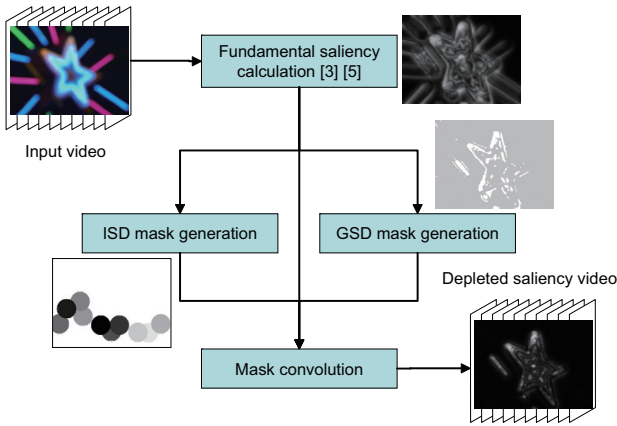 Fundamental saliency
calculation [3] [5]
Input video
ISD mask generation
GSD mask generation
Depleted saliency video
Mask convolution